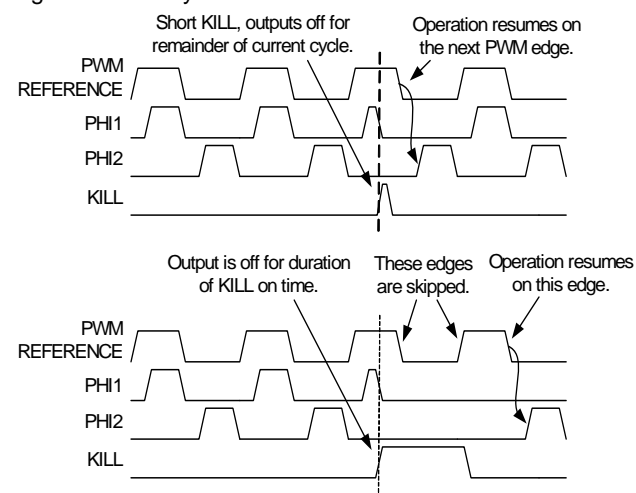 Short KILL, outputs off for
remainder of current cycle.
Operation resumes on
the next PWM edge.
PWM
REFERENCE
PHI1
PHI2
KILL
Output is off for duration
of KILL on time.
These edges
are skipped.
Operation resumes
on this edge.
PWM
REFERENCE
PHI1
PHI2
KILL